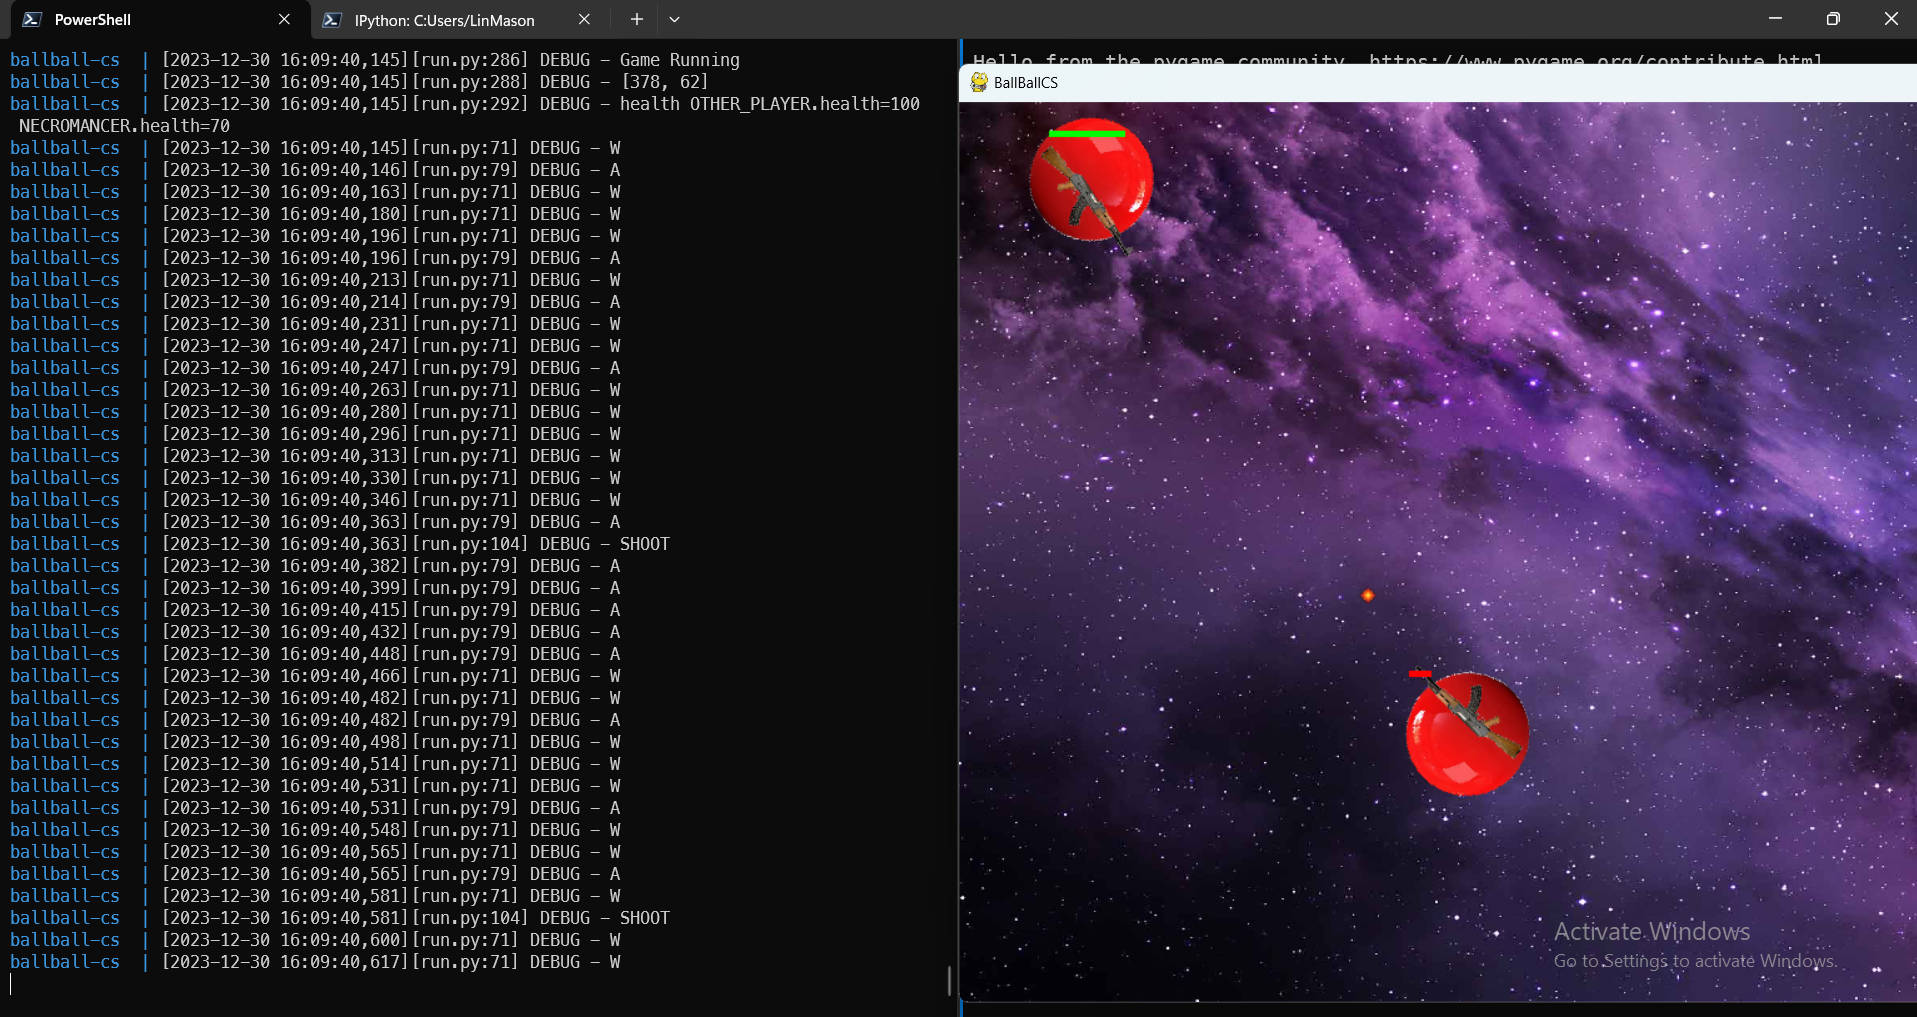 PowerShell
IPython: C:Users/LinMason
ballball-cs | [2023-12-30 16:09:40,145][run.py:286] DEBUG - Game Running
ballball-cs | [2023-12-30 16:09:40,145][run.py:288] DEBUG - [378, 62]
ballball-cs | [2023-12-30 16:09:40,145][run.py:292] DEBUG - health OTHER_PLAYER.health=100
NECROMANCER.health=70
ballball-cs | [2023-12-30 16:09:40,145][run.py:71] DEBUG - W
ballball-cs | [2023-12-30 16:09:40,146][run.py:79] DEBUG - A
ballball-cs | [2023-12-30 16:09:40,163][run.py:71] DEBUG - W
ballball-cs | [2023-12-30 16:09:40,180][run.py:71] DEBUG - W
ballball-cs | [2023-12-30 16:09:40,196][run.py:71] DEBUG - W
ballball-cs | [2023-12-30 16:09:40,196][run.py:79] DEBUG - A
ballball-cs | [2023-12-30 16:09:40,213][run.py:71] DEBUG - W
ballball-cs | [2023-12-30 16:09:40,214][run.py:79] DEBUG - A
ballball-cs | [2023-12-30 16:09:40,231][run.py:71] DEBUG - W
ballball-cs | [2023-12-30 16:09:40,247][run.py:71] DEBUG - W
ballball-cs | [2023-12-30 16:09:40,247][run.py:79] DEBUG - A
ballball-cs | [2023-12-30 16:09:40,263][run.py:71] DEBUG - W
ballball-cs | [2023-12-30 16:09:40,280][run.py:71] DEBUG - W
ballball-cs | [2023-12-30 16:09:40,296][run.py:71] DEBUG - W
ballball-cs | [2023-12-30 16:09:40,313][run.py:71] DEBUG - W
ballball-cs | [2023-12-30 16:09:40,330][run.py:71] DEBUG - W
ballball-cs | [2023-12-30 16:09:40,346][run.py:71] DEBUG - W
ballball-cs | [2023-12-30 16:09:40,363][run.py:79] DEBUG - A
ballball-cs | [2023-12-30 16:09:40,363][run.py:104] DEBUG - SHOOT
ballball-cs | [2023-12-30 16:09:40,382][run.py:79] DEBUG - A
ballball-cs | [2023-12-30 16:09:40,399][run.py:79] DEBUG - A
ballball-cs | [2023-12-30 16:09:40,415][run.py:79] DEBUG - A
ballball-cs | [2023-12-30 16:09:40,432][run.py:79] DEBUG - A
ballball-cs | [2023-12-30 16:09:40,448][run.py:79] DEBUG - A
ballball-cs | [2023-12-30 16:09:40,466][run.py:71] DEBUG - W
ballball-cs | [2023-12-30 16:09:40,482][run.py:71] DEBUG - W
ballball-cs | [2023-12-30 16:09:40,482][run.py:79] DEBUG - A
ballball-cs | [2023-12-30 16:09:40,498][run.py:71] DEBUG - W
ballball-cs | [2023-12-30 16:09:40,514][run.py:71] DEBUG - W
ballball-cs | [2023-12-30 16:09:40,531][run.py:71] DEBUG - W
ballball-cs | [2023-12-30 16:09:40,531][run.py:79] DEBUG - A
ballball-cs | [2023-12-30 16:09:40,548][run.py:71] DEBUG - W
ballball-cs | [2023-12-30 16:09:40,565][run.py:71] DEBUG - W
ballball-cs | [2023-12-30 16:09:40,565][run.py:79] DEBUG - A
ballball-cs | [2023-12-30 16:09:40,581][run.py:71] DEBUG - W
ballball-cs | [2023-12-30 16:09:40,581][run.py:104] DEBUG - SHOOT
ballball-cs | [2023-12-30 16:09:40,600][run.py:71] DEBUG - W
ballball-cs | [2023-12-30 16:09:40,617][run.py:71] DEBUG - W
Hello from the pygame community. https://www.pygame.org/contribute.html
BallBallCS
Activate Windows
Go to Settings to activate Windows.